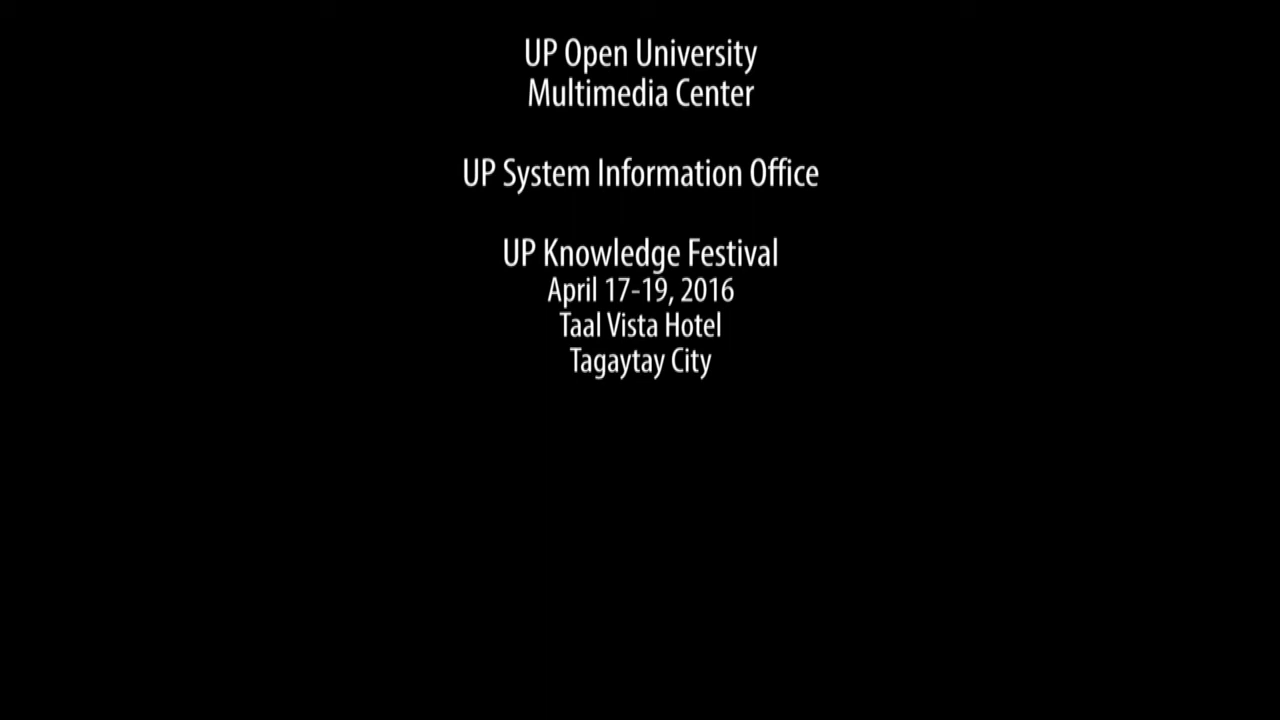 UP Open University
Multimedia Center
UP System Information Office
UP Knowledge Festival
April 17-19, 2016
Taal Vista Hotel
Tagaytay City